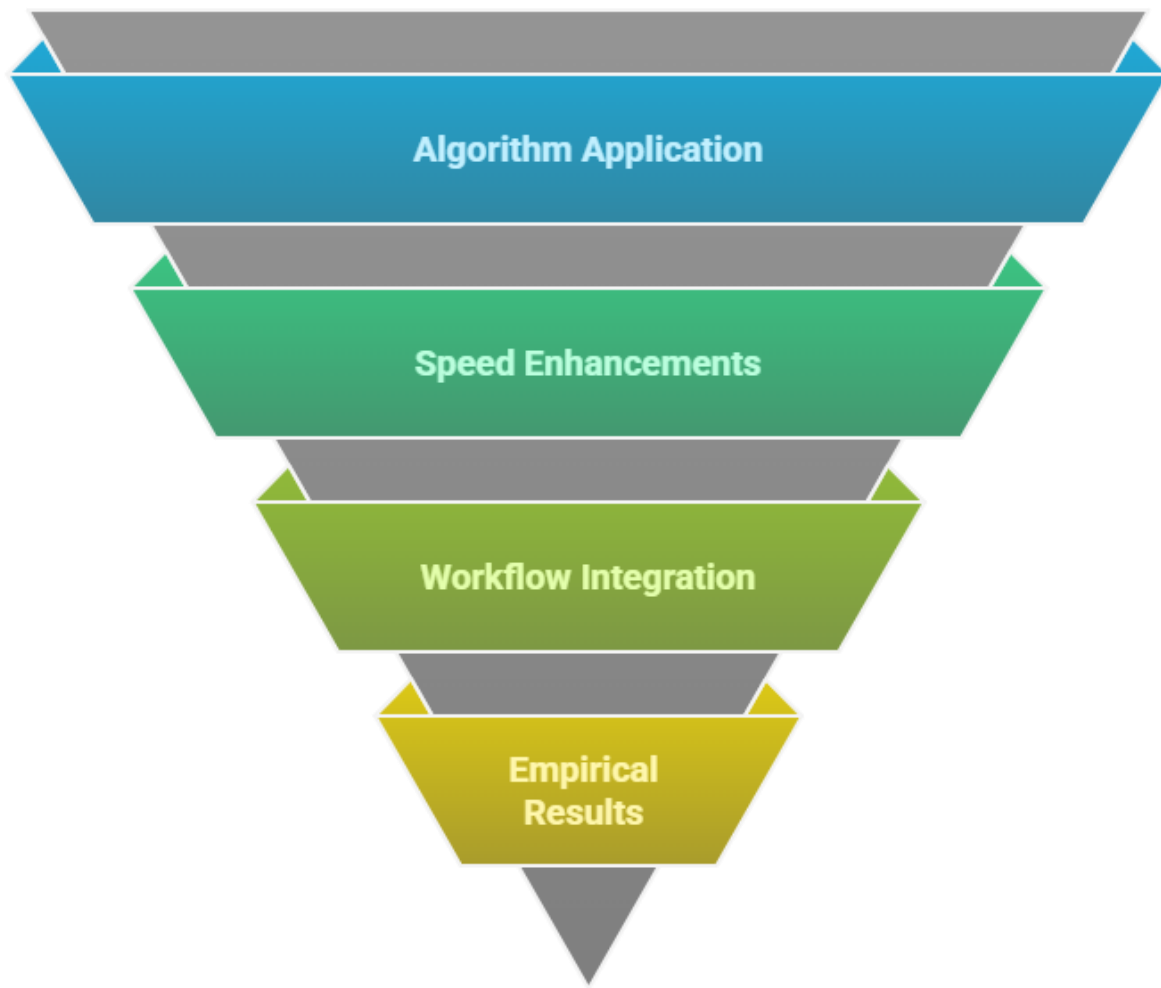 Algorithm Application
Speed Enhancements
Workflow Integration
Empirical
Results